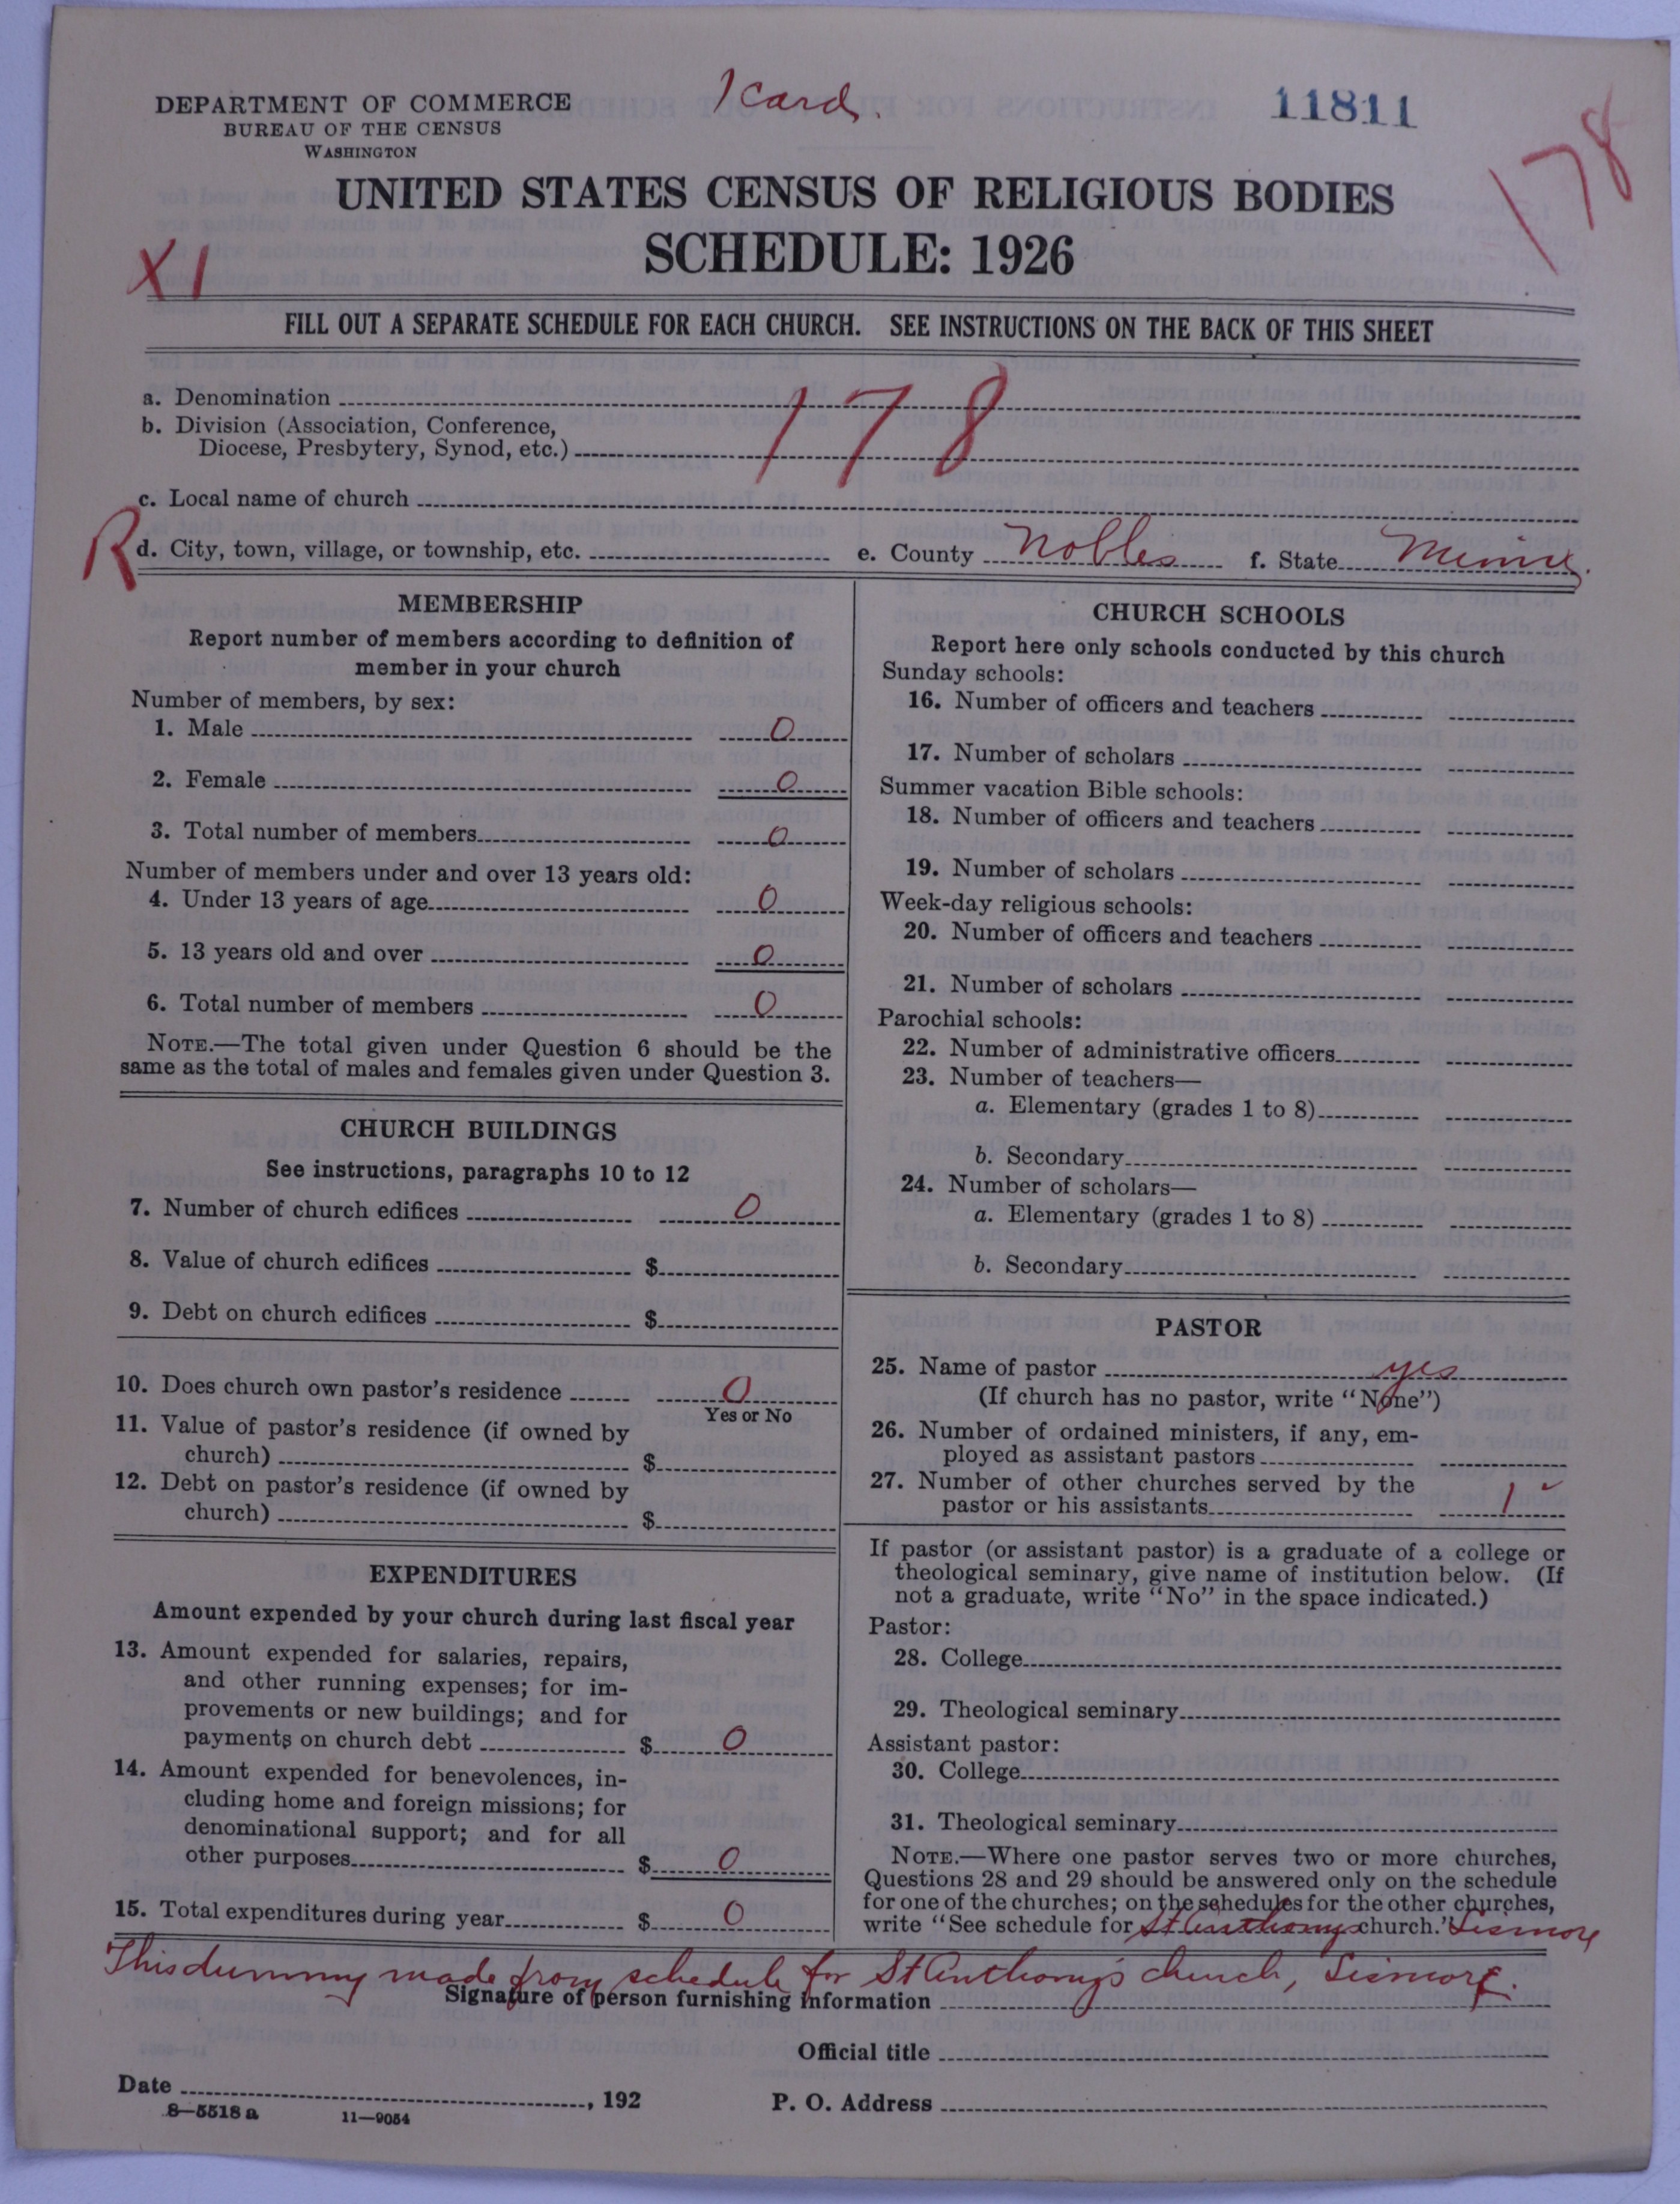 1 Card.
11811
DEPARTMENT OF COMMERCE
BUREAU OF THE CENSUS
WASHINGTON
178
UNITED STATES CENSUS OF RELIGIOUS BODIES
SCHEDULE: 1926
X1
FILL OUT A SEPARATE SCHEDULE FOR EACH CHURCH. SEE INSTRUCTIONS ON THE BACK OF THIS SHEET
a. Denomination
b. Division (Association, Conference,
Diocese, Presbytery, Synod, etc.)
178
c. Local name of church
R
d. City, town, village, or township, etc. e. County Nobles f. State Minn.
MEMBERSHIP
Report number of members according to definition of
member in your church
Number of members, by sex:
1. Male 0
2. Female 0
3. Total number of members 0
Number of members under and over 13 years old:
4. Under 13 years of age 0
5. 13 years old and over 0
6. Total number of members 0
NOTE.—The total given under Question 6 should be the
same as the total of males and females given under Question 3.
CHURCH BUILDINGS
See instructions, paragraphs 10 to 12
7. Number of church edifices 0
8. Value of church edifices $
9. Debt on church edifices $
10. Does church own pastor's residence 0
Yes or No
11. Value of pastor's residence (if owned by
church) $
12. Debt on pastor's residence (if owned by
church) $
EXPENDITURES
Amount expended by your church during last fiscal year
13. Amount expended for salaries, repairs,
and other running expenses; for im-
provements or new buildings; and for
payments on church debt $ 0
14. Amount expended for benevolences, in-
cluding home and foreign missions; for
denominational support; and for all
other purposes $ 0
15. Total expenditures during year $ 0
CHURCH SCHOOLS
Report here only schools conducted by this church
Sunday schools:
16. Number of officers and teachers
17. Number of scholars
Summer vacation Bible schools:
18. Number of officers and teachers
19. Number of scholars
Week-day religious schools:
20. Number of officers and teachers
21. Number of scholars
Parochial schools:
22. Number of administrative officers
23. Number of teachers—
a. Elementary (grades 1 to 8)
b. Secondary
24. Number of scholars—
a. Elementary (grades 1 to 8)
b. Secondary
PASTOR
25. Name of pastor yes
(If church has no pastor, write "None")
26. Number of ordained ministers, if any, em-
ployed as assistant pastors
27. Number of other churches served by the
pastor or his assistants 1
If pastor (or assistant pastor) is a graduate of a college or
theological seminary, give name of institution below. (If
not a graduate, write "No" in the space indicated.)
Pastor:
28. College
29. Theological seminary
Assistant pastor:
30. College
31. Theological seminary
NOTE.—Where one pastor serves two or more churches,
Questions 28 and 29 should be answered only on the schedule
for one of the churches; on the schedules for the other churches,
write "See schedule for St Anthonys church." Lismore
This dummy made from schedule for St Anthony's church, Lismore.
Signature of person furnishing information
Official title
Date , 192
P. O. Address
8—5518 a 11—9054